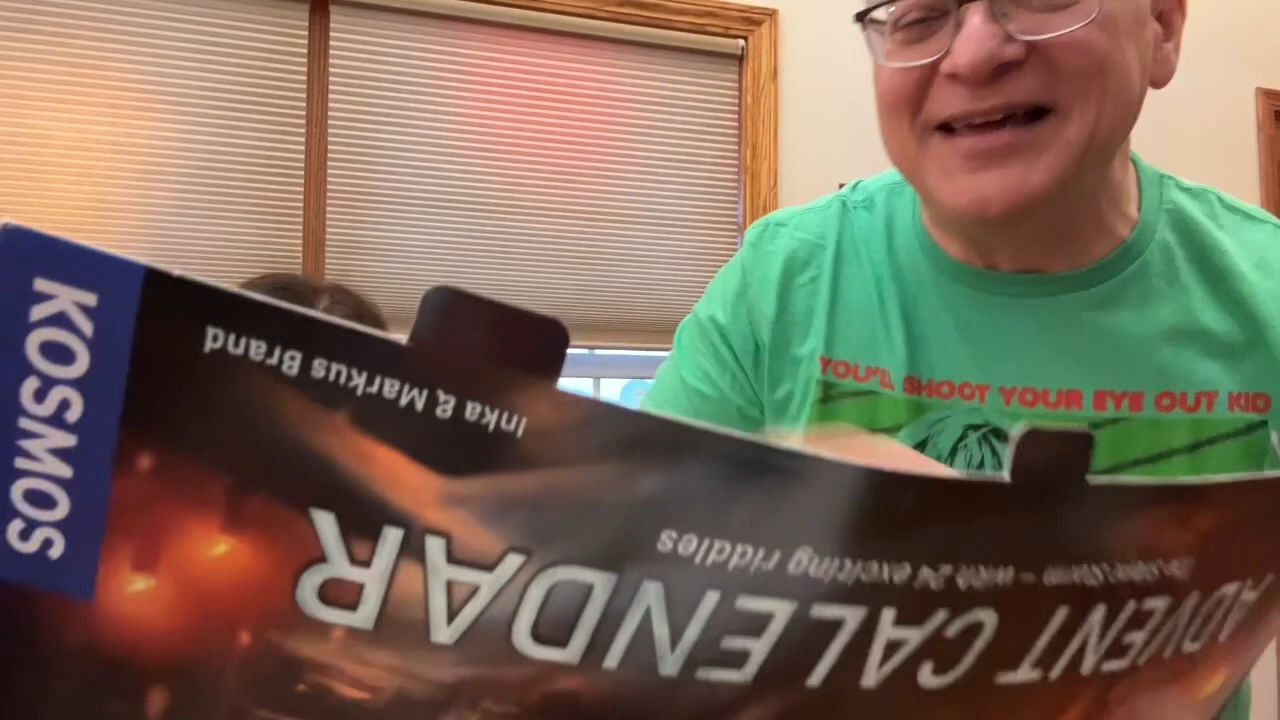 YOU'LL SHOOT YOUR EYE OUT KID
KOSMOS
Inka & Markus Brand
ADVENT CALENDAR
with 24 exciting riddles